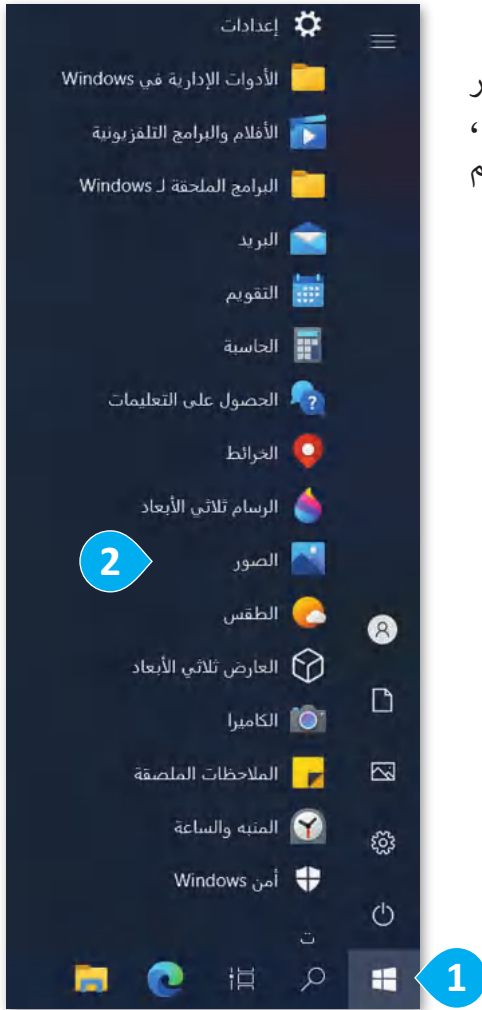 إعدادات
الأدوات الإدارية في Windows
الأفلام والبرامج التلفزيونية
البرامج الملحقة لـ Windows
البريد
التقويم
الحاسبة
الحصول على التعليمات
الخرائط
الرسام ثلاثي الأبعاد
الصور
2
الطقس
العارض ثلاثي الأبعاد
الكاميرا
الملاحظات الملصقة
المنبه والساعة
أمن Windows
ت
1